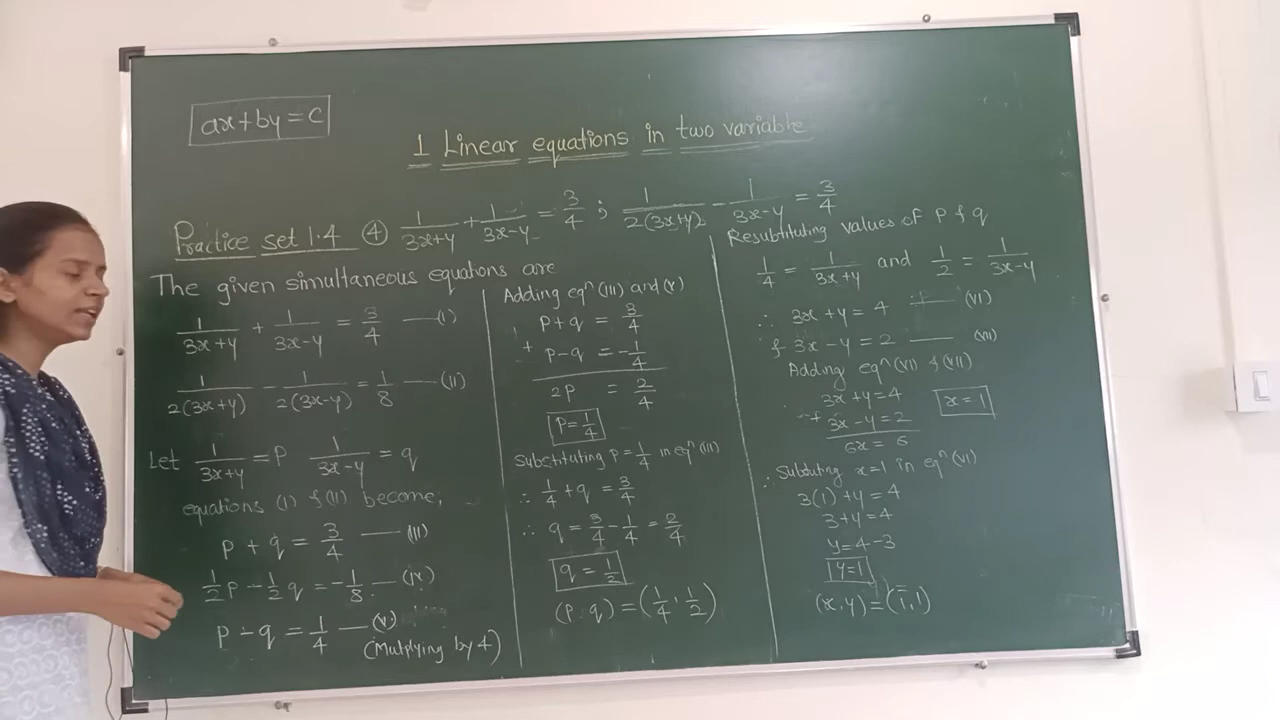 ax+by=c
1 Linear equations in two variable
Practice set 1.4 ④ 1/(3x+y) + 1/(3x-y) = 3/4 ; 1/(2(3x+y)) - 1/(3x-y) = 3/4
The given simultaneous equations are
1/(3x+y) + 1/(3x-y) = 3/4 — (I)
1/(2(3x+y)) - 1/(2(3x-y)) = 1/8 — (II)
Let 1/(3x+y) = p 1/(3x-y) = q
equations (I) & (II) become,
p + q = 3/4 — (III)
1/2 p - 1/2 q = -1/8 — (IV)
p - q = 1/4 — (V)
(Mutplying by 4)
Adding eqⁿ (III) and (V)
p+q = 3/4
+ p-q = -1/4
2p = 2/4
p = 1/4
Substituting p = 1/4 in eqⁿ (III)
∴ 1/4 + q = 3/4
∴ q = 3/4 - 1/4 = 2/4
q = 1/2
(p, q) = (1/4, 1/2)
Resubtituting values of p & q
1/4 = 1/(3x+y) and 1/2 = 1/(3x-y)
∴ 3x+y = 4 — (VI)
& 3x-y = 2 — (VII)
Adding eqⁿ (VI) & (VII)
3x+y=4
+ 3x-y=2
6x = 6
x=1
∴ Subtuting x=1 in eqⁿ (VI)
3(1)+y=4
3+y=4
y=4-3
y=1
(x,y) = (1,1)